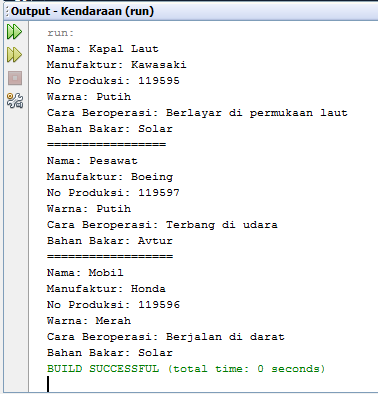 Output - Kendaraan (run)
run:
Nama: Kapal Laut
Manufaktur: Kawasaki
No Produksi: 119595
Warna: Putih
Cara Beroperasi: Berlayar di permukaan laut
Bahan Bakar: Solar
=================
Nama: Pesawat
Manufaktur: Boeing
No Produksi: 119597
Warna: Putih
Cara Beroperasi: Terbang di udara
Bahan Bakar: Avtur
==================
Nama: Mobil
Manufaktur: Honda
No Produksi: 119596
Warna: Merah
Cara Beroperasi: Berjalan di darat
Bahan Bakar: Solar
BUILD SUCCESSFUL (total time: 0 seconds)